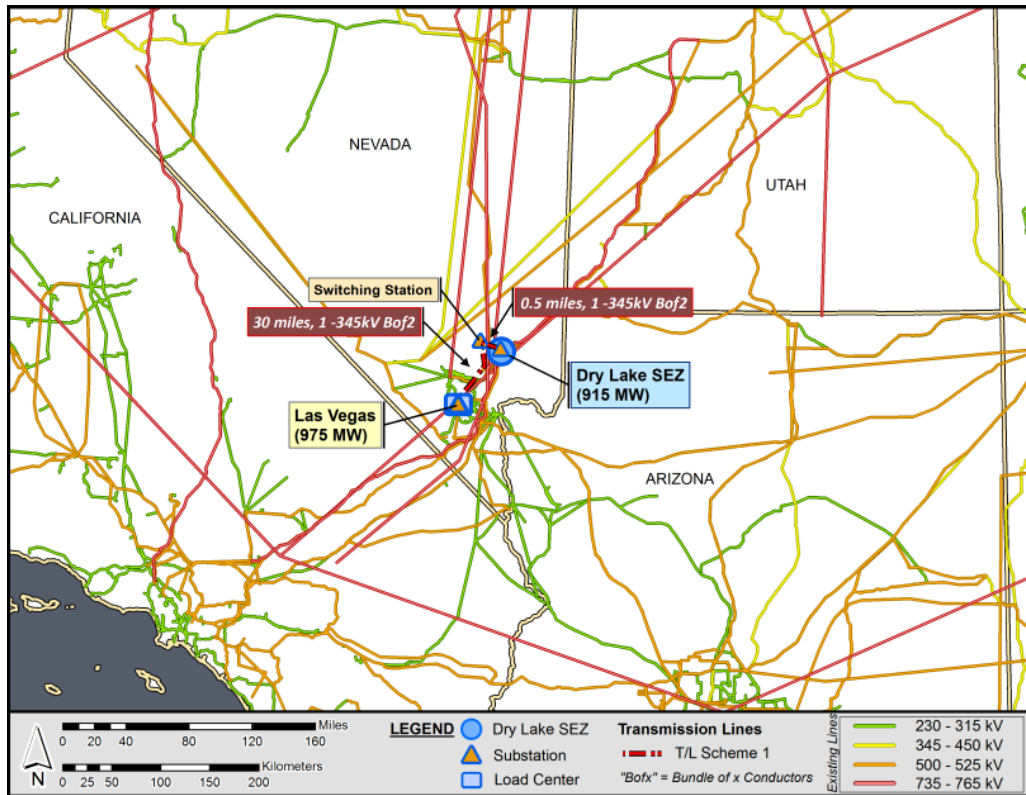 NEVADA
UTAH
CALIFORNIA
Switching Station
0.5 miles, 1 -345kV Bof2
30 miles, 1 -345kV Bof2
Dry Lake SEZ
(915 MW)
Las Vegas
(975 MW)
ARIZONA
Miles
0 20 40 80 120 160
Kilometers
0 25 50 100 150 200
N
LEGEND
Dry Lake SEZ
Substation
Load Center
Transmission Lines
T/L Scheme 1
"Bofx" = Bundle of x Conductors
Existing Lines
230 - 315 kV
345 - 450 kV
500 - 525 kV
735 - 765 kV